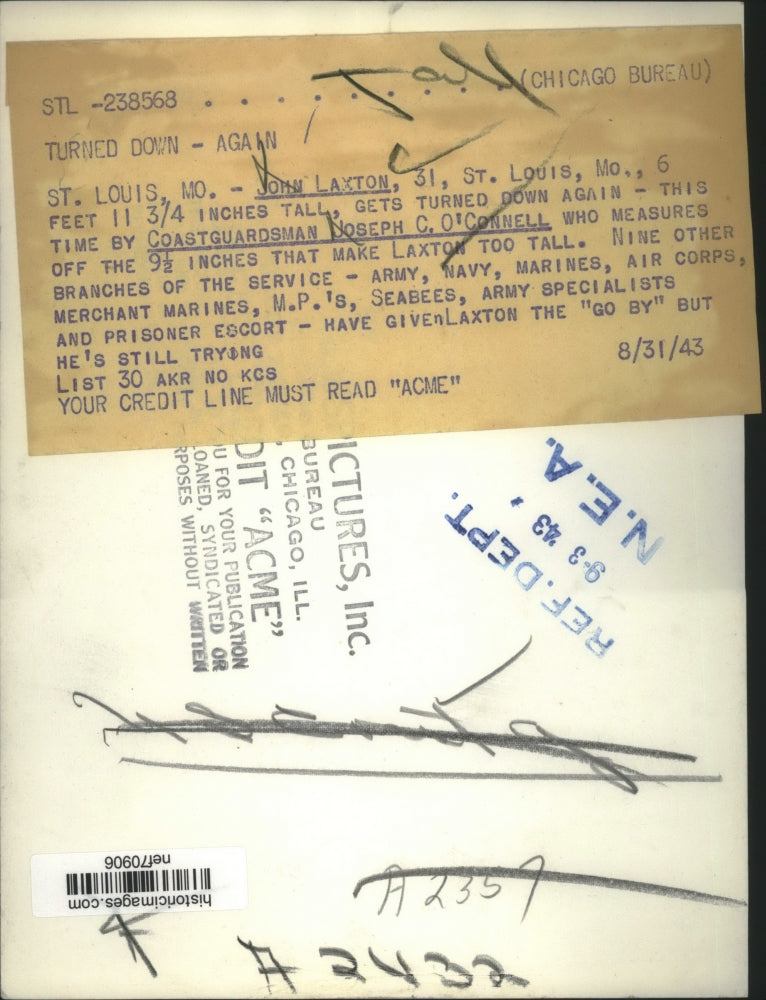 STL -238568 . . . . . . . . . (CHICAGO BUREAU)
TURNED DOWN - AGAIN
ST. LOUIS, MO. - JOHN LAXTON, 31, ST. LOUIS, MO., 6
FEET 11 3/4 INCHES TALL, GETS TURNED DOWN AGAIN - THIS
TIME BY COASTGUARDSMAN JOSEPH C. O'CONNELL WHO MEASURES
OFF THE 9½ INCHES THAT MAKE LAXTON TOO TALL. NINE OTHER
BRANCHES OF THE SERVICE - ARMY, NAVY, MARINES, AIR CORPS,
MERCHANT MARINES, M.P.'S, SEABEES, ARMY SPECIALISTS
AND PRISONER ESCORT - HAVE GIVEnLAXTON THE "GO BY" BUT
HE'S STILL TRYING
8/31/43
LIST 30 AKR NO KCS
YOUR CREDIT LINE MUST READ "ACME"
ICTURES, Inc.
BUREAU
, CHICAGO, ILL.
DIT "ACME"
U FOR YOUR PUBLICATION
OANED, SYNDICATED OR
RPOSES WITHOUT WRITTEN
REF. DEPT.
9-3 '43
N.E.A.
A 2357
nef70906
historicimages.com